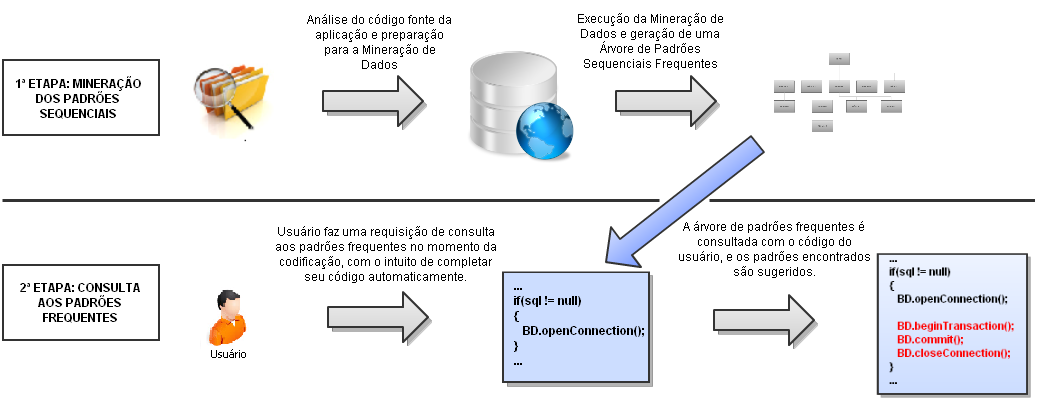 1ª ETAPA: MINERAÇÃO
DOS PADRÕES
SEQUENCIAIS
Análise do código fonte da
aplicação e preparação
para a Mineração de
Dados
Execução da Mineração de
Dados e geração de uma
Árvore de Padrões
Sequenciais Frequentes
2ª ETAPA: CONSULTA
AOS PADRÕES
FREQUENTES
Usuário
Usuário faz uma requisição de consulta
aos padrões frequentes no momento da
codificação, com o intuito de completar
seu código automaticamente.
...
if(sql != null)
{
BD.openConnection();
}
...
A árvore de padrões frequentes é
consultada com o código do
usuário, e os padrões encontrados
são sugeridos.
...
if(sql != null)
{
BD.openConnection();
BD.beginTransaction();
BD.commit();
BD.closeConnection();
}
...